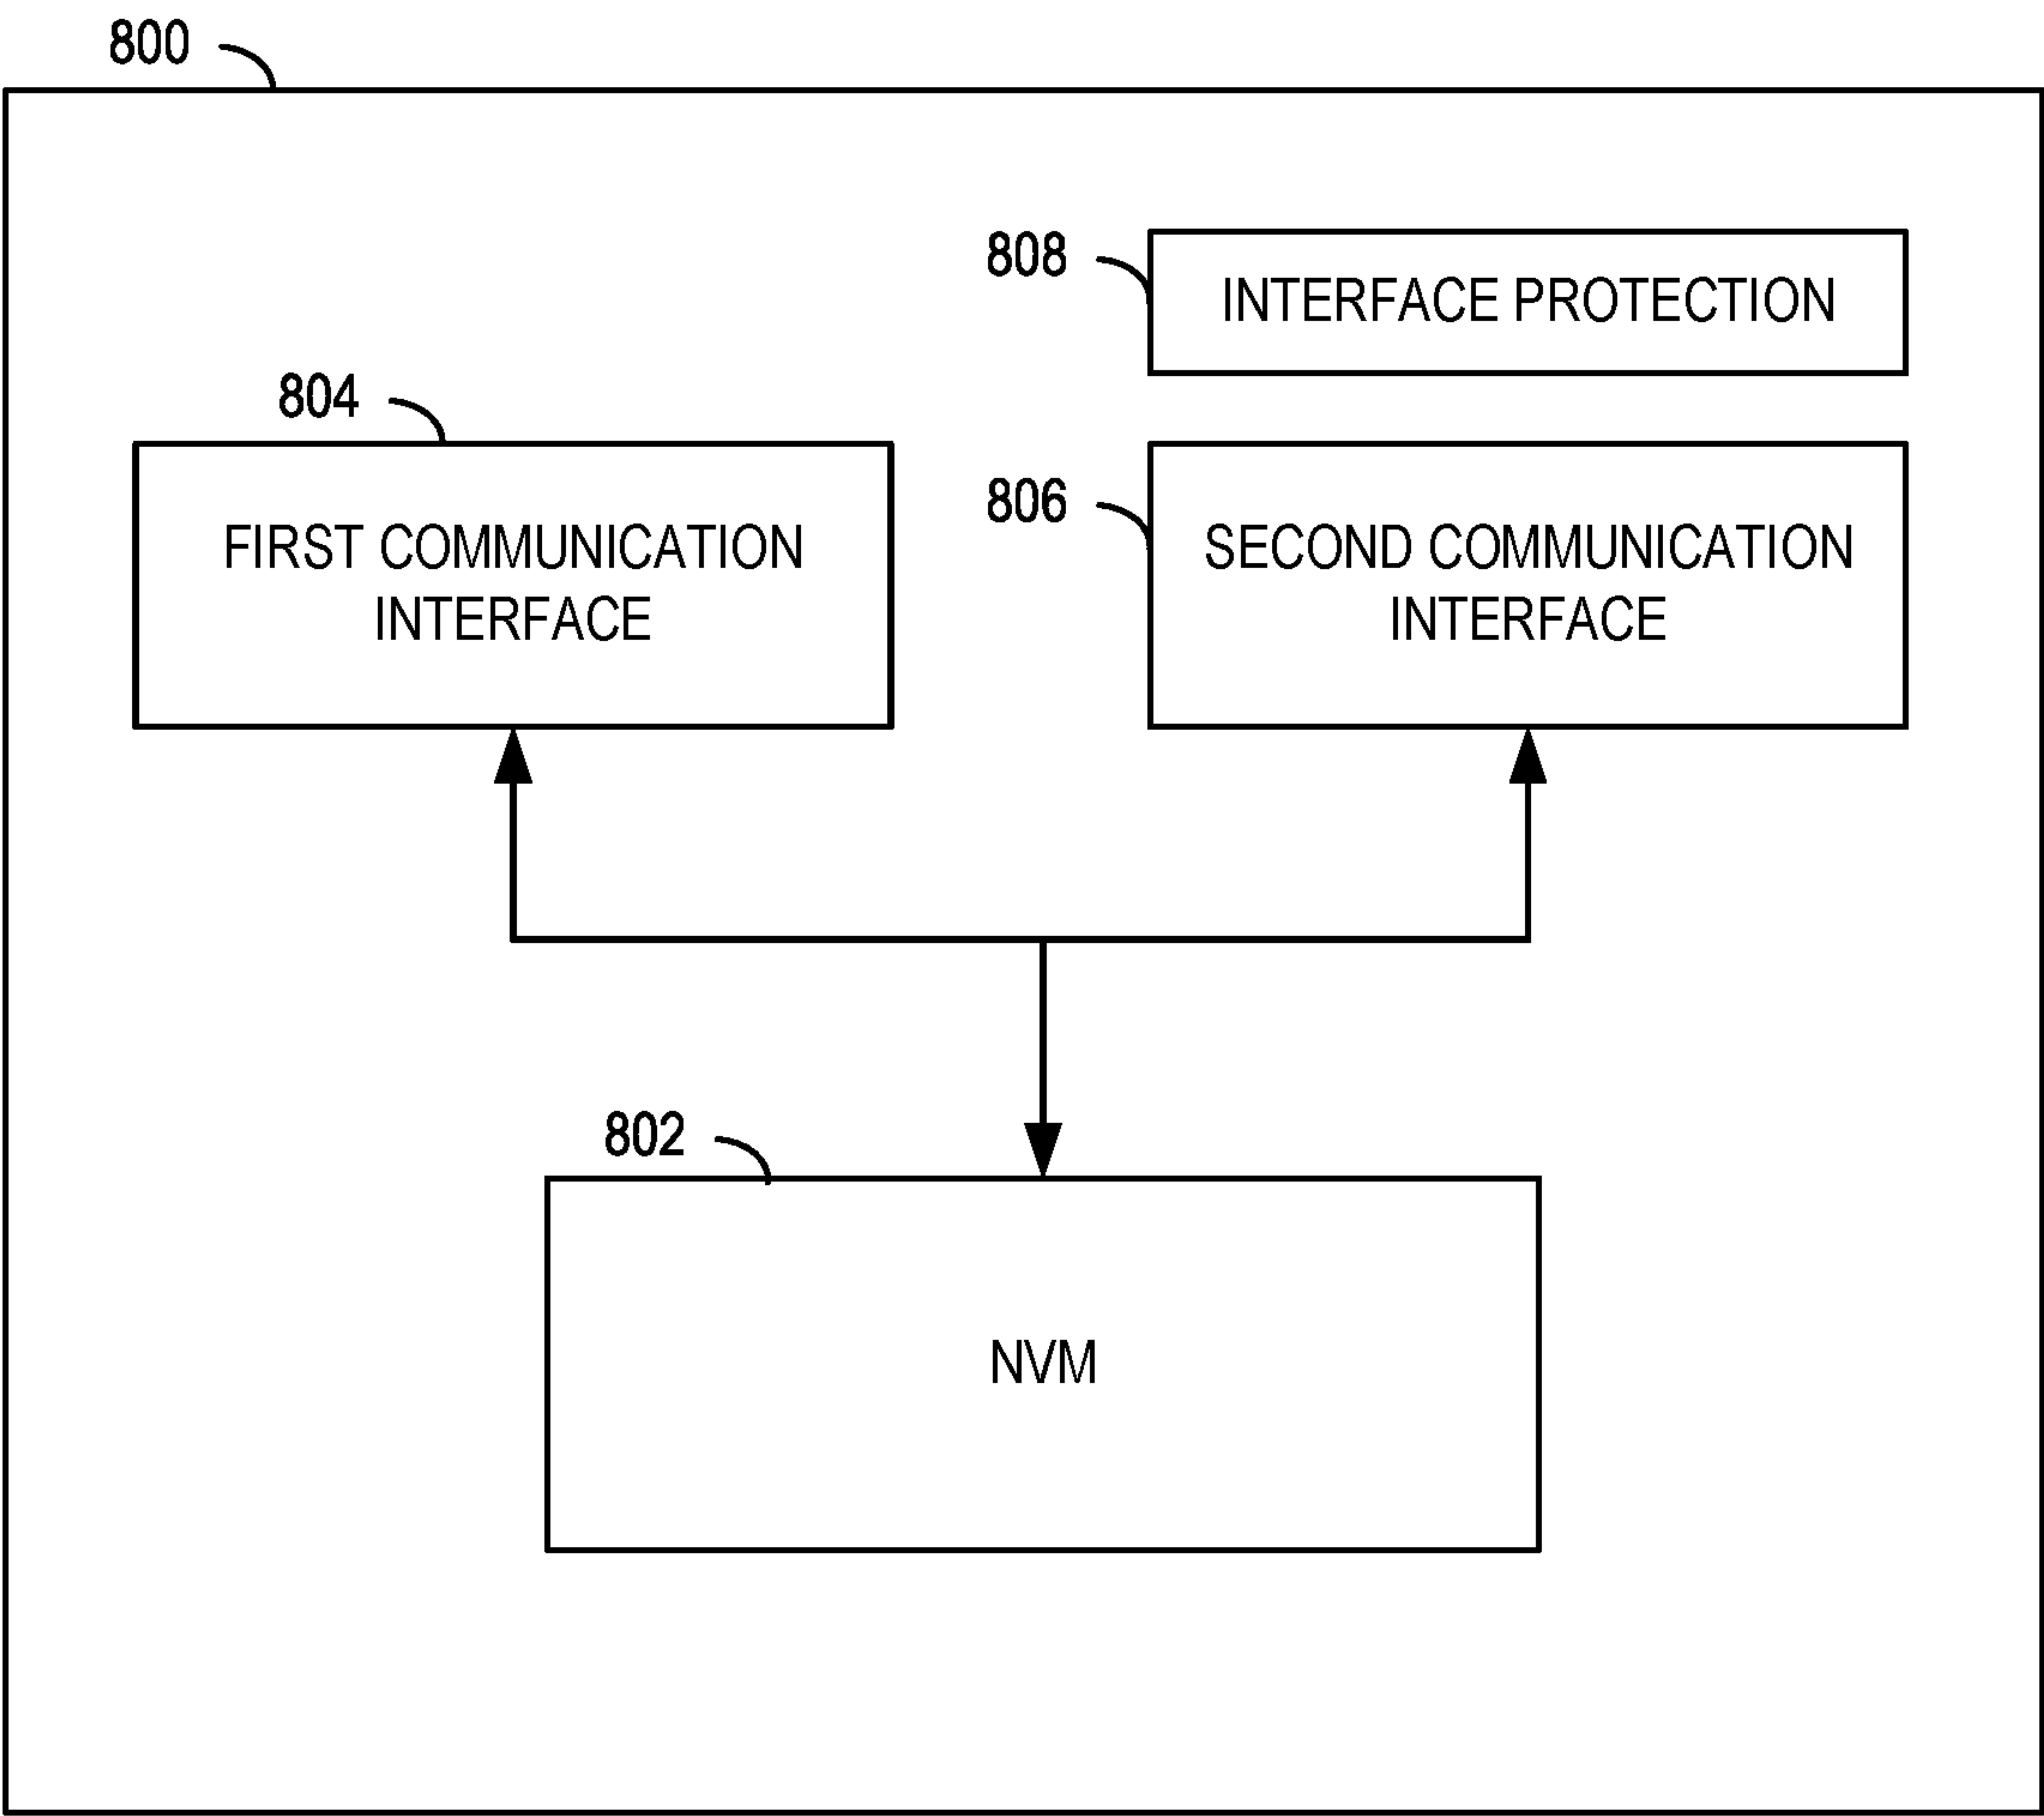 800
808
INTERFACE PROTECTION
804
FIRST COMMUNICATION
INTERFACE
806
SECOND COMMUNICATION
INTERFACE
802
NVM